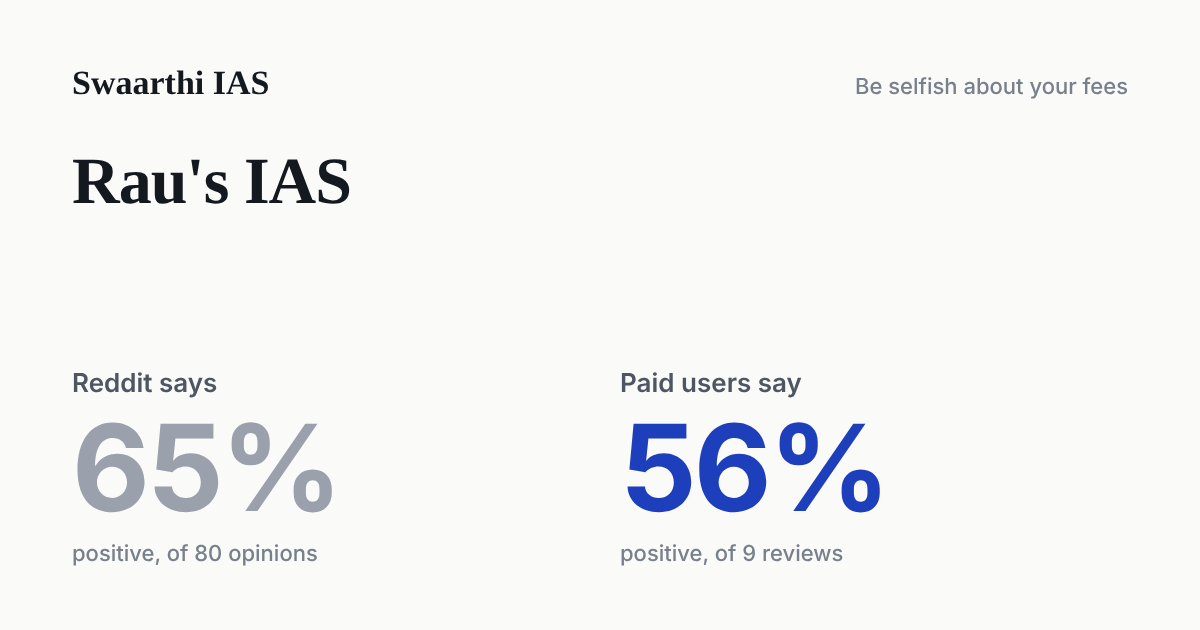 Swaarthi IAS
Be selfish about your fees
Rau's IAS
Reddit says
65%
positive, of 80 opinions
Paid users say
56%
positive, of 9 reviews